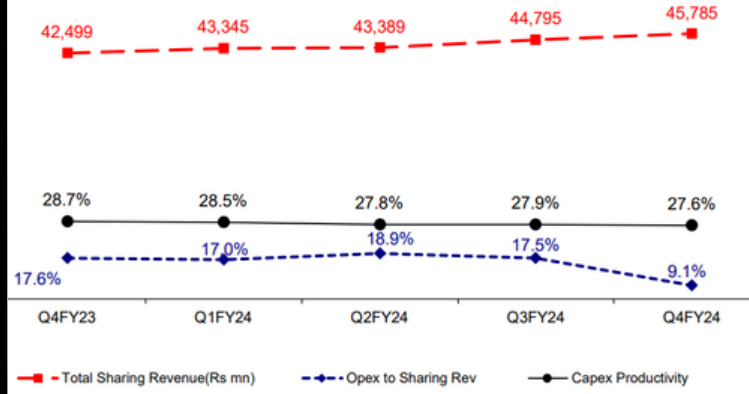 42,499 43,345 43,389 44,795 45,785
28.7% 28.5% 27.8% 27.9% 27.6%
17.6% 17.0% 18.9% 17.5% 9.1%
Q4FY23 Q1FY24 Q2FY24 Q3FY24 Q4FY24
Total Sharing Revenue(Rs mn) Opex to Sharing Rev Capex Productivity